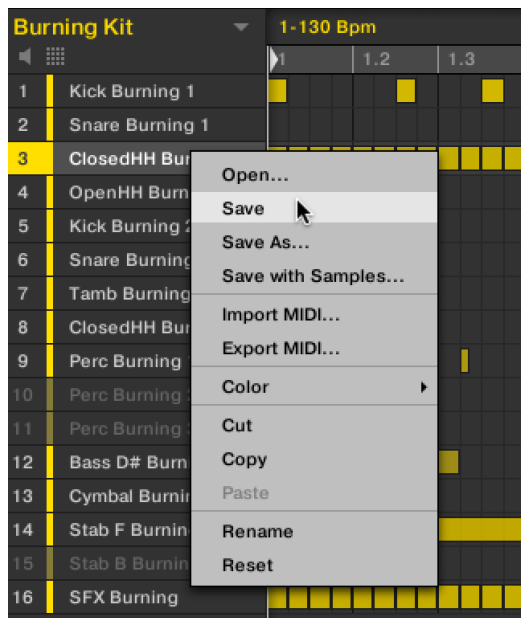 Burning Kit
1-130 Bpm
1 1.2 1.3
1 Kick Burning 1
2 Snare Burning 1
3 ClosedHH Bur
4 OpenHH Burn
5 Kick Burning 2
6 Snare Burning
7 Tamb Burning
8 ClosedHH Bur
9 Perc Burning
10 Perc Burning
11 Perc Burning
12 Bass D# Burn
13 Cymbal Burnin
14 Stab F Burnin
15 Stab B Burnin
16 SFX Burning
Open...
Save
Save As...
Save with Samples...
Import MIDI...
Export MIDI...
Color
Cut
Copy
Paste
Rename
Reset